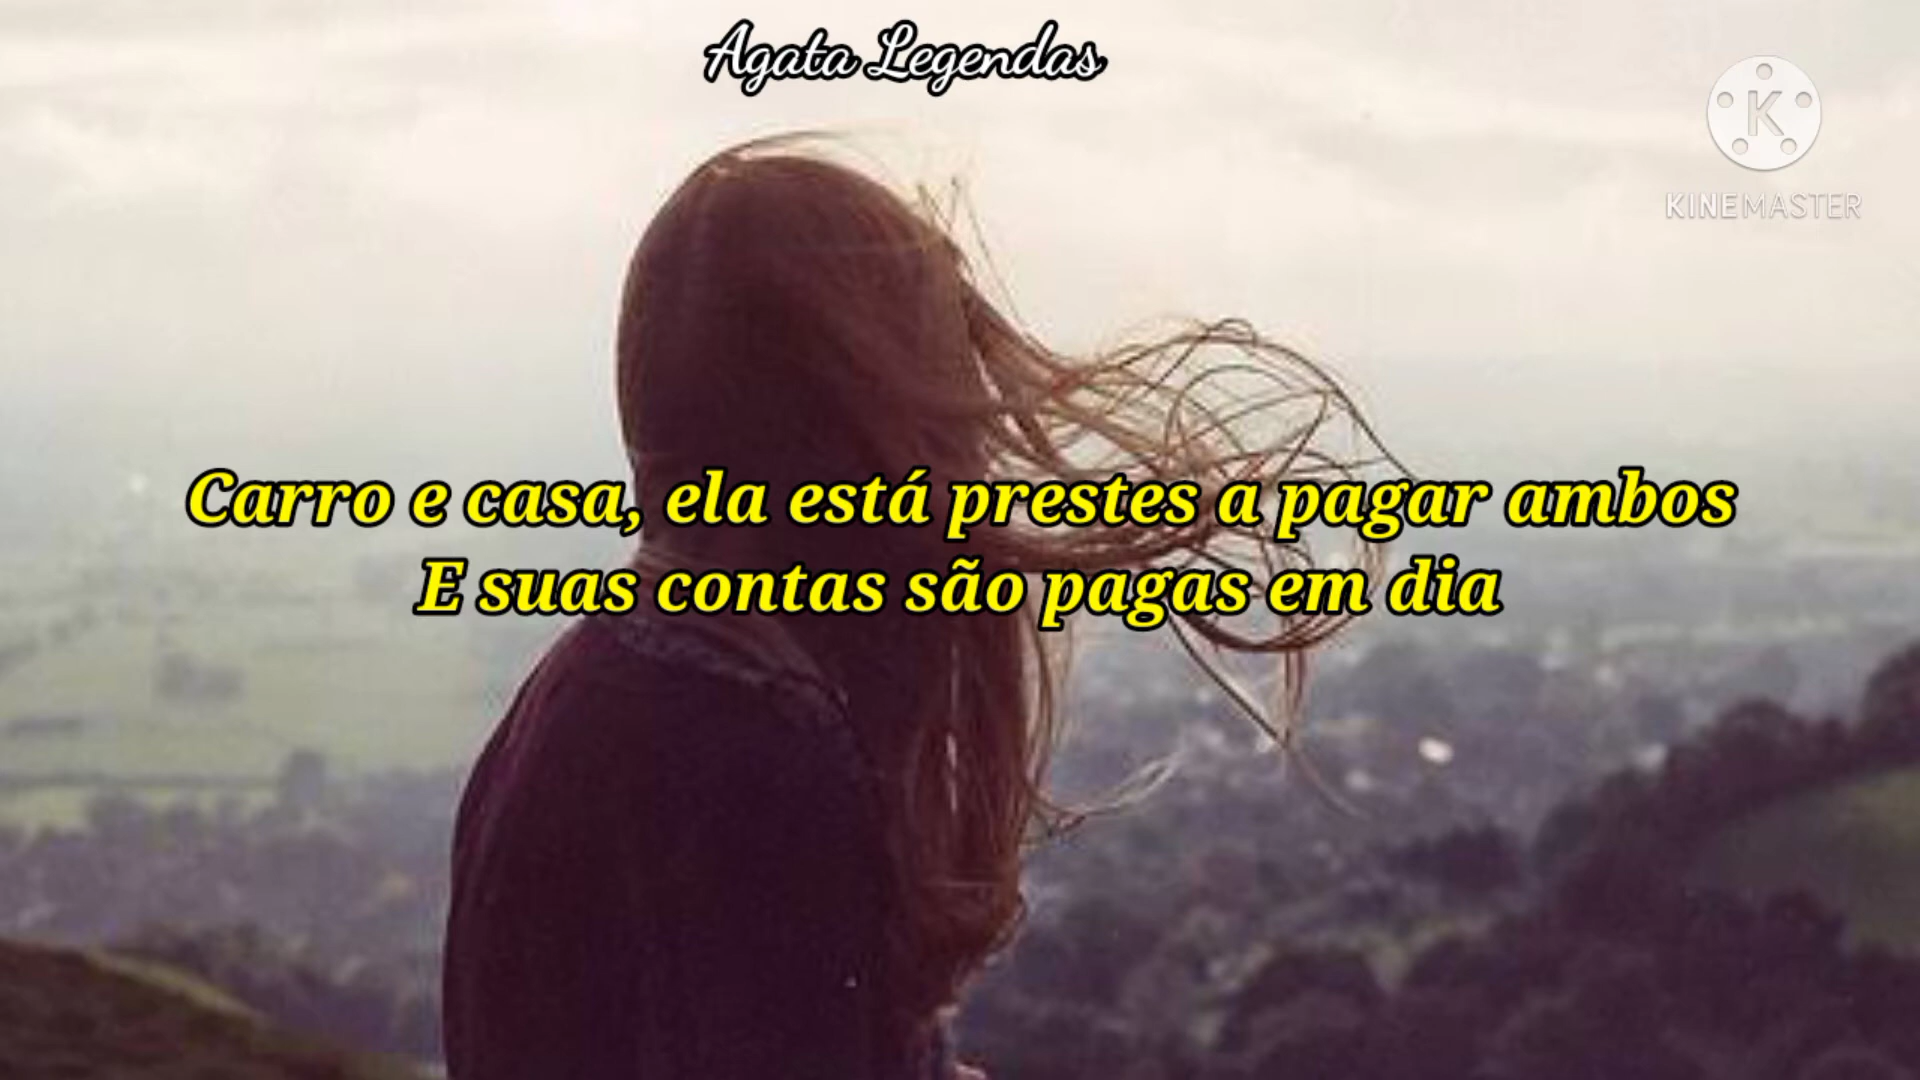 Agata Legendas
K
KINEMASTER
Carro e casa, ela está prestes a pagar ambos
E suas contas são pagas em dia